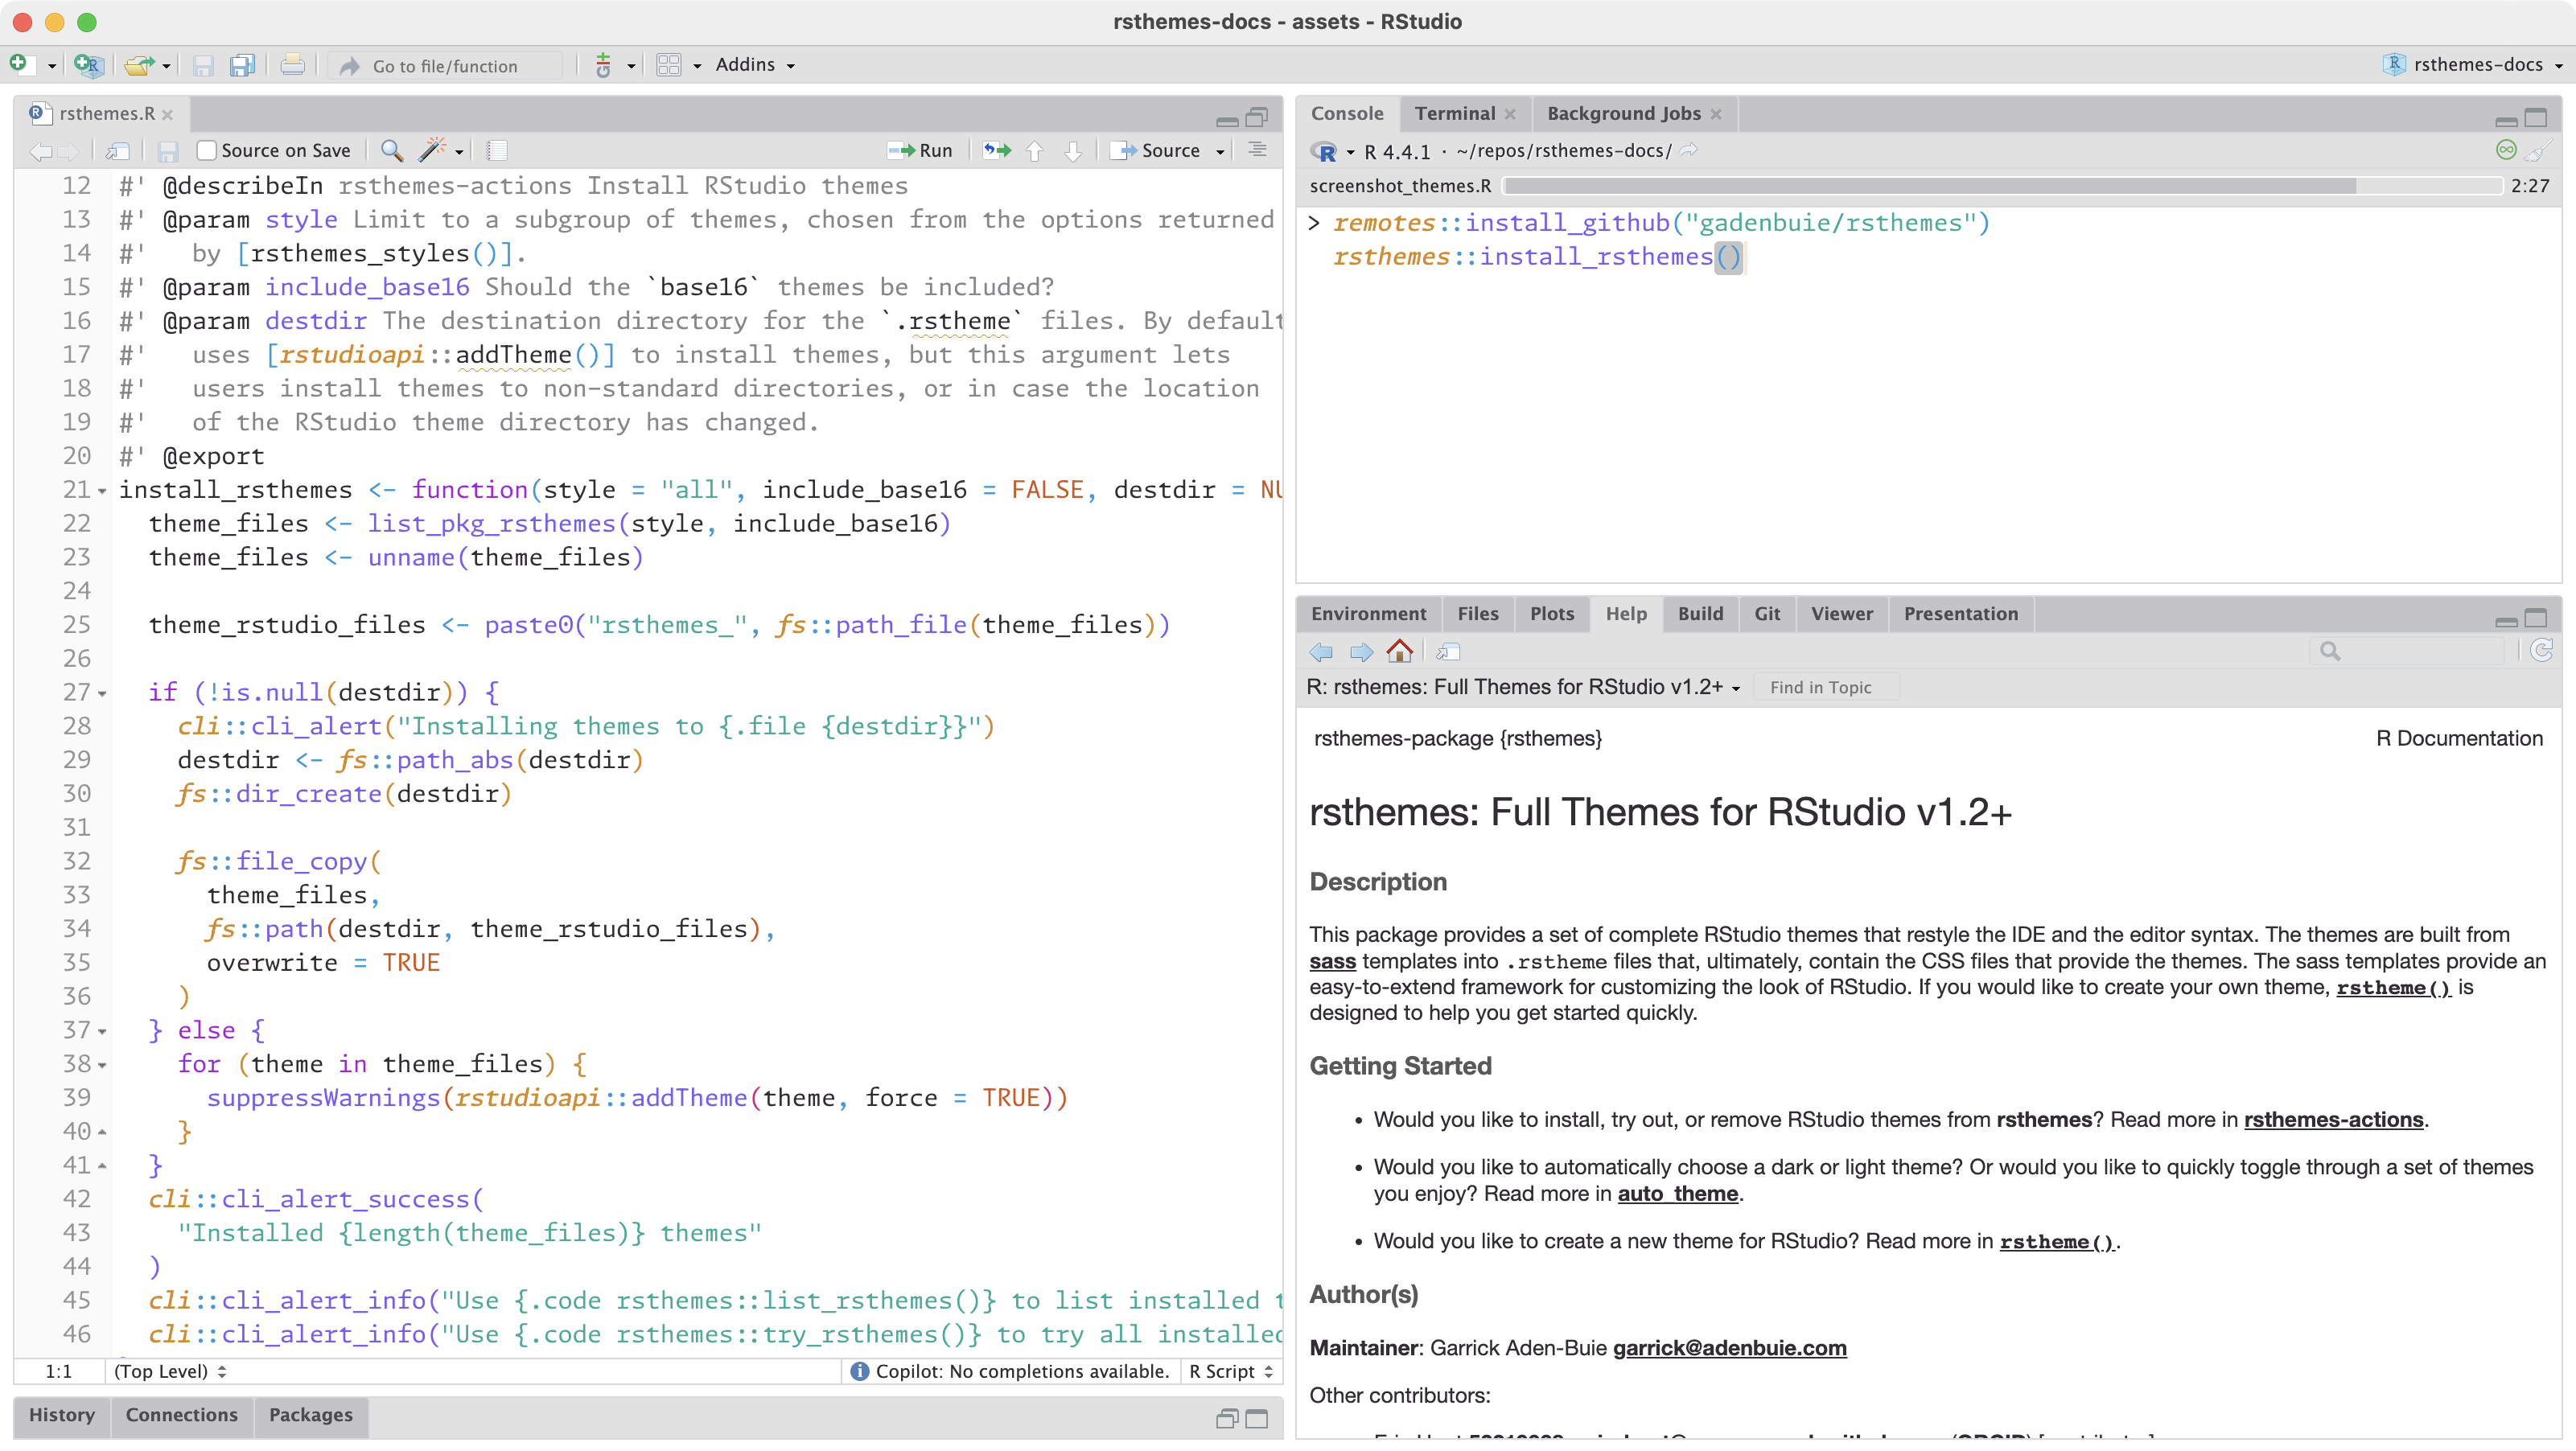 rsthemes-docs - assets - RStudio
Go to file/function
Addins
rsthemes-docs
rsthemes.R
Source on Save
Run
Source
12 #' @describeIn rsthemes-actions Install RStudio themes
13 #' @param style Limit to a subgroup of themes, chosen from the options returned
14 #'   by [rsthemes_styles()].
15 #' @param include_base16 Should the `base16` themes be included?
16 #' @param destdir The destination directory for the `.rstheme` files. By default
17 #'   uses [rstudioapi::addTheme()] to install themes, but this argument lets
18 #'   users install themes to non-standard directories, or in case the location
19 #'   of the RStudio theme directory has changed.
20 #' @export
21 install_rsthemes <- function(style = "all", include_base16 = FALSE, destdir = NU
22   theme_files <- list_pkg_rsthemes(style, include_base16)
23   theme_files <- unname(theme_files)
24
25   theme_rstudio_files <- paste0("rsthemes_", fs::path_file(theme_files))
26
27   if (!is.null(destdir)) {
28     cli::cli_alert("Installing themes to {.file {destdir}}")
29     destdir <- fs::path_abs(destdir)
30     fs::dir_create(destdir)
31
32     fs::file_copy(
33       theme_files,
34       fs::path(destdir, theme_rstudio_files),
35       overwrite = TRUE
36     )
37   } else {
38     for (theme in theme_files) {
39       suppressWarnings(rstudioapi::addTheme(theme, force = TRUE))
40     }
41   }
42   cli::cli_alert_success(
43     "Installed {length(theme_files)} themes"
44   )
45   cli::cli_alert_info("Use {.code rsthemes::list_rsthemes()} to list installed t
46   cli::cli_alert_info("Use {.code rsthemes::try_rsthemes()} to try all installed
1:1 (Top Level) Copilot: No completions available. R Script
History Connections Packages
Console Terminal Background Jobs
R 4.4.1 · ~/repos/rsthemes-docs/
screenshot_themes.R 2:27
> remotes::install_github("gadenbuie/rsthemes")
rsthemes::install_rsthemes()
Environment Files Plots Help Build Git Viewer Presentation
R: rsthemes: Full Themes for RStudio v1.2+ Find in Topic
rsthemes-package {rsthemes} R Documentation
rsthemes: Full Themes for RStudio v1.2+
Description
This package provides a set of complete RStudio themes that restyle the IDE and the editor syntax. The themes are built from
sass templates into .rstheme files that, ultimately, contain the CSS files that provide the themes. The sass templates provide an
easy-to-extend framework for customizing the look of RStudio. If you would like to create your own theme, rstheme() is
designed to help you get started quickly.
Getting Started
• Would you like to install, try out, or remove RStudio themes from rsthemes? Read more in rsthemes-actions.
• Would you like to automatically choose a dark or light theme? Or would you like to quickly toggle through a set of themes
you enjoy? Read more in auto_theme.
• Would you like to create a new theme for RStudio? Read more in rstheme().
Author(s)
Maintainer: Garrick Aden-Buie garrick@adenbuie.com
Other contributors: